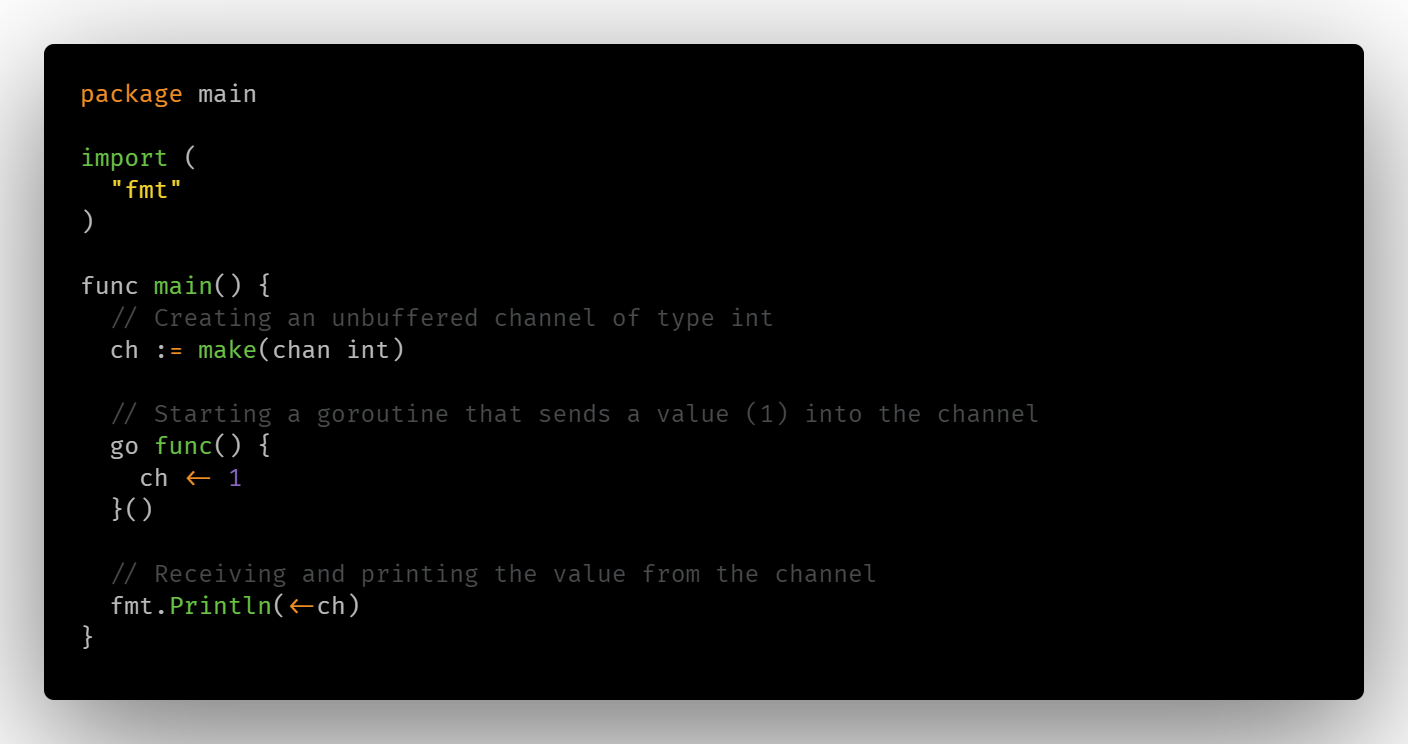 package main

import (
  "fmt"
)

func main() {
  // Creating an unbuffered channel of type int
  ch := make(chan int)

  // Starting a goroutine that sends a value (1) into the channel
  go func() {
    ch <- 1
  }()

  // Receiving and printing the value from the channel
  fmt.Println(<-ch)
}